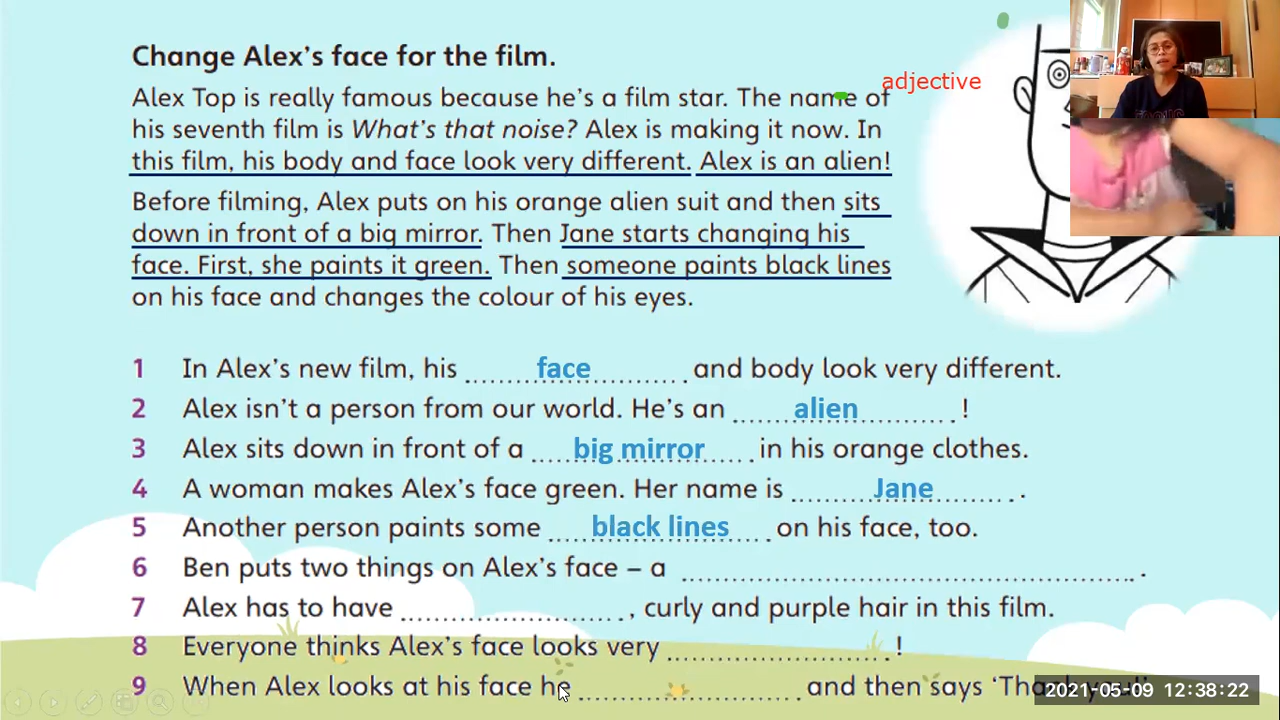 Change Alex's face for the film.
adjective
Alex Top is really famous because he's a film star. The name of
his seventh film is What's that noise? Alex is making it now. In
this film, his body and face look very different. Alex is an alien!
Before filming, Alex puts on his orange alien suit and then sits
down in front of a big mirror. Then Jane starts changing his
face. First, she paints it green. Then someone paints black lines
on his face and changes the colour of his eyes.
1 In Alex's new film, his face and body look very different.
2 Alex isn't a person from our world. He's an alien !
3 Alex sits down in front of a big mirror in his orange clothes.
4 A woman makes Alex's face green. Her name is Jane .
5 Another person paints some black lines on his face, too.
6 Ben puts two things on Alex's face – a .
7 Alex has to have , curly and purple hair in this film.
8 Everyone thinks Alex's face looks very !
9 When Alex looks at his face he and then says
2021-05-09 12:38:22